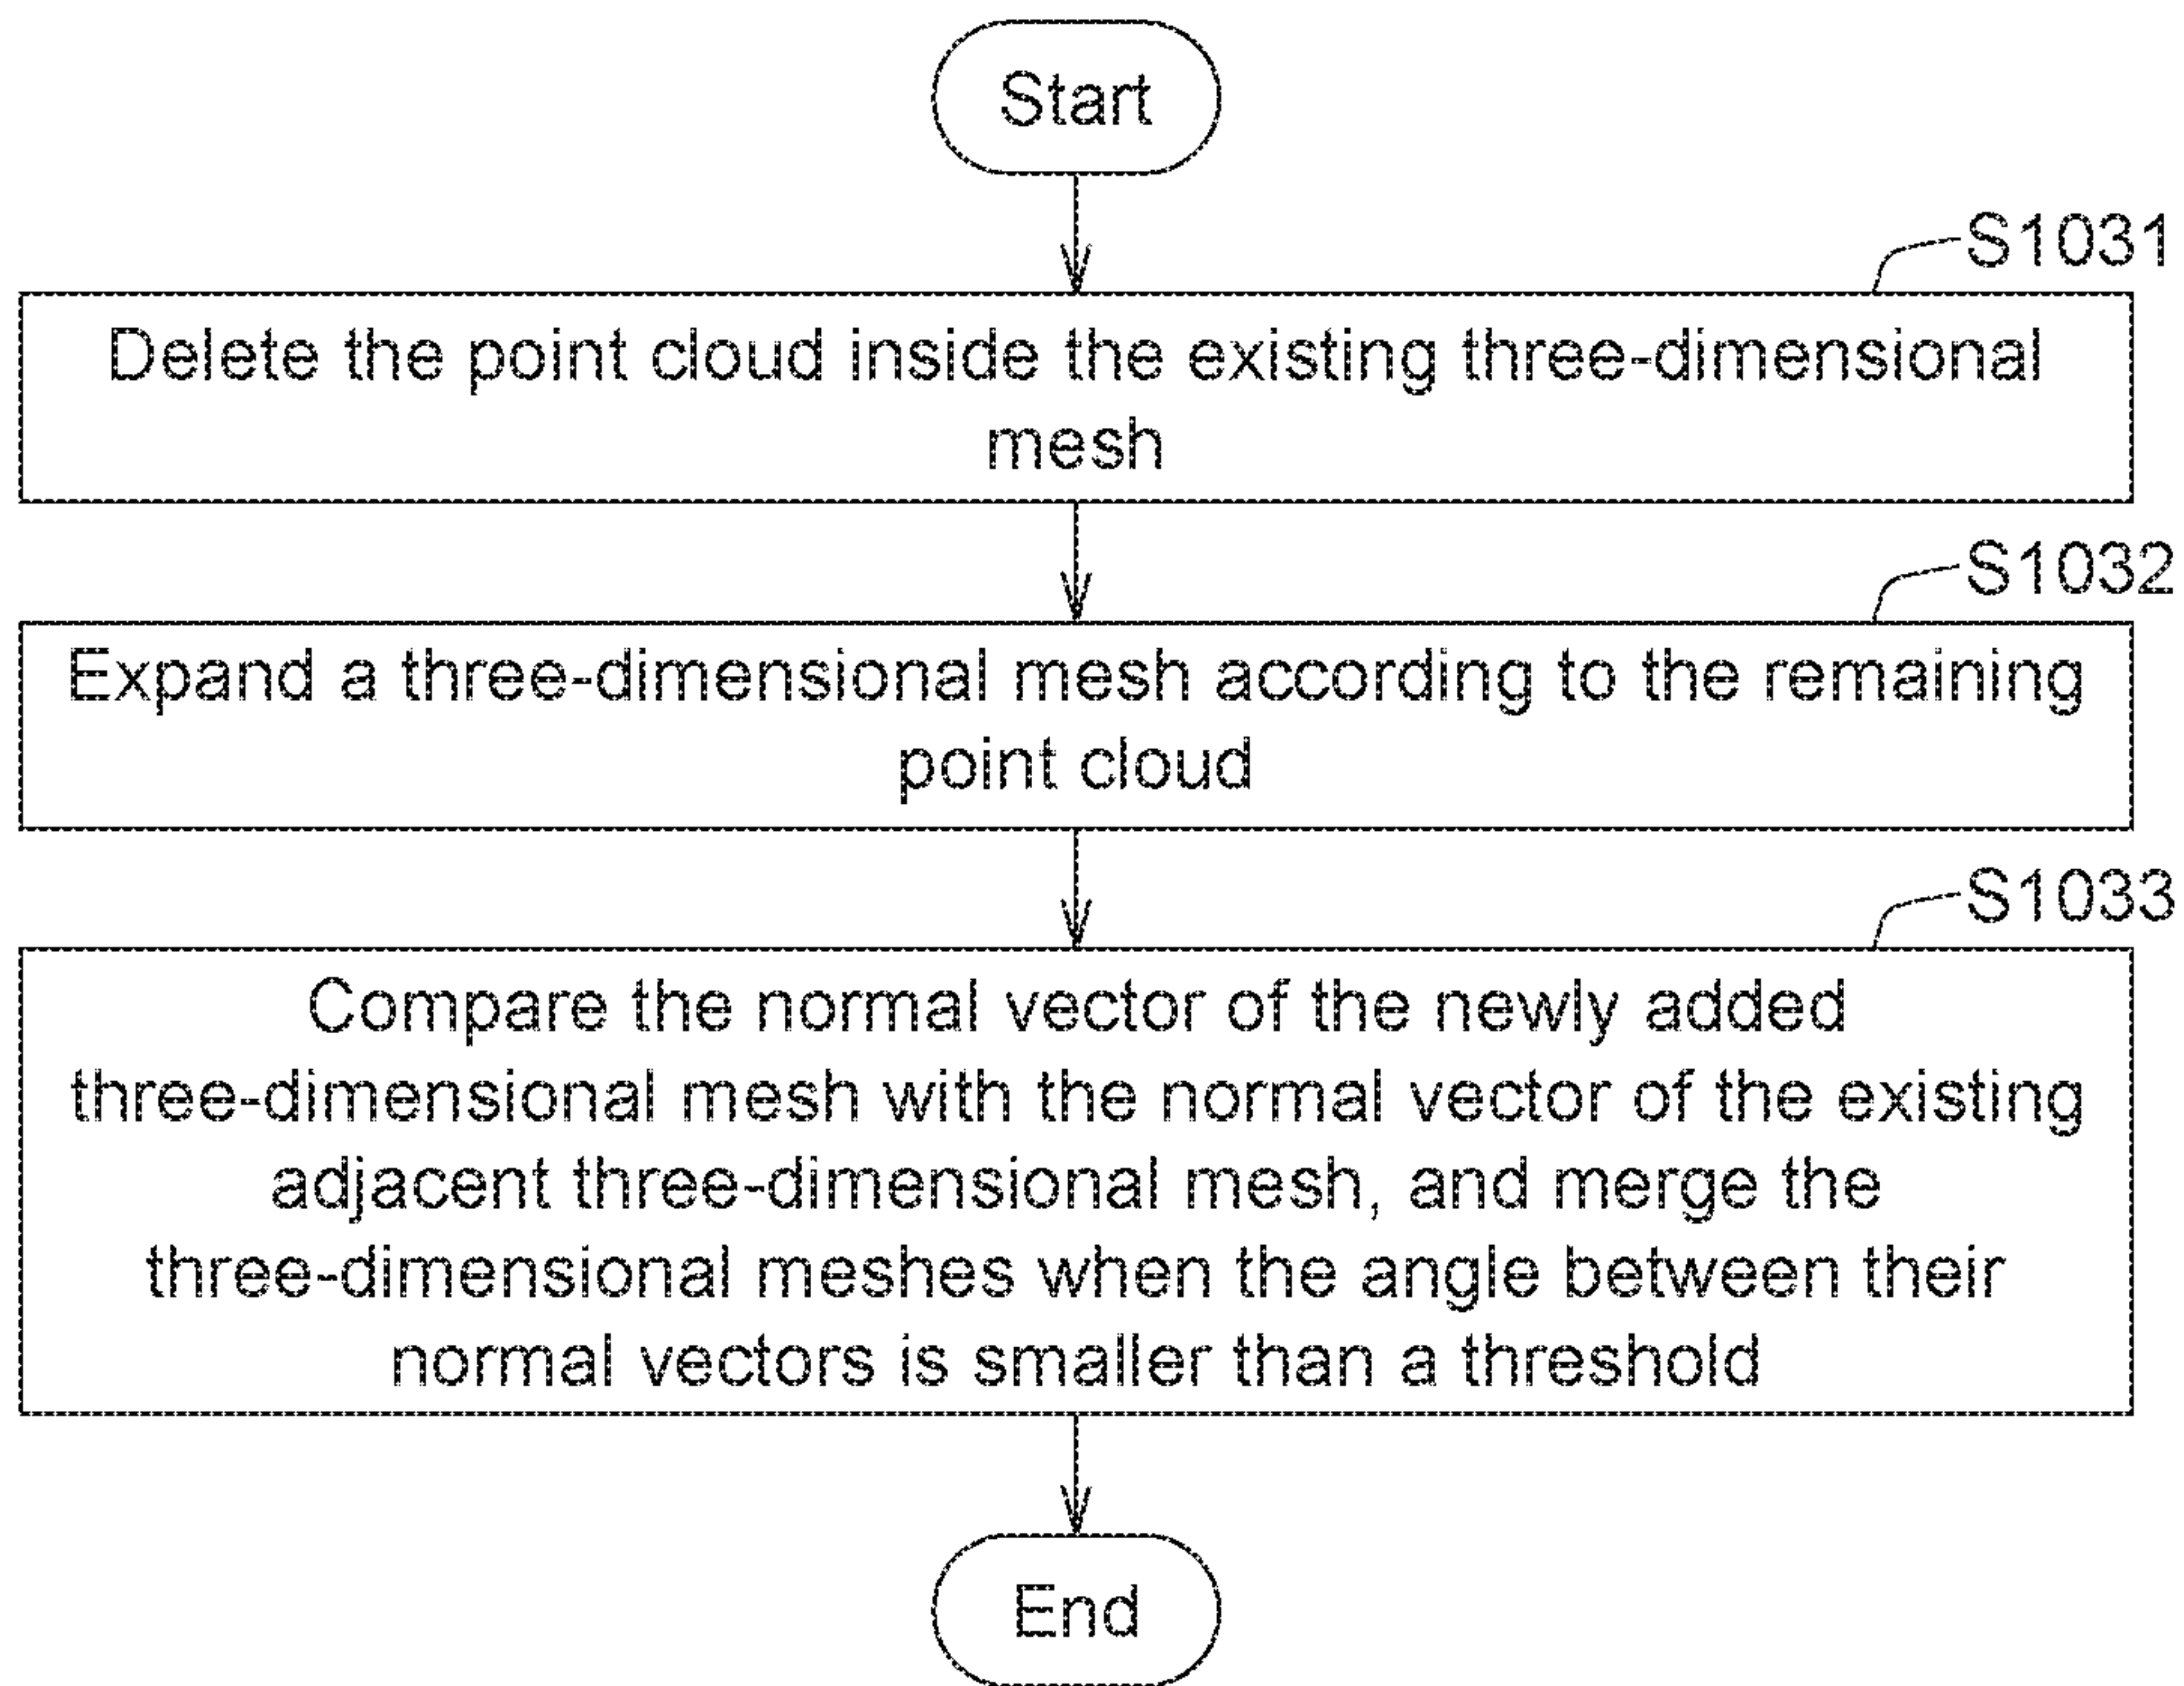 Start
S1031
Delete the point cloud inside the existing three-dimensional
mesh
S1032
Expand a three-dimensional mesh according to the remaining
point cloud
S1033
Compare the normal vector of the newly added
three-dimensional mesh with the normal vector of the existing
adjacent three-dimensional mesh, and merge the
three-dimensional meshes when the angle between their
normal vectors is smaller than a threshold
End